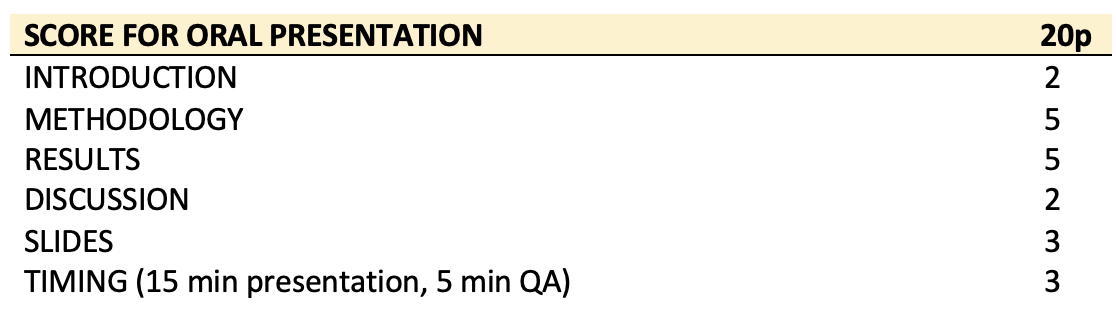 SCORE FOR ORAL PRESENTATION 20p
INTRODUCTION 2
METHODOLOGY 5
RESULTS 5
DISCUSSION 2
SLIDES 3
TIMING (15 min presentation, 5 min QA) 3